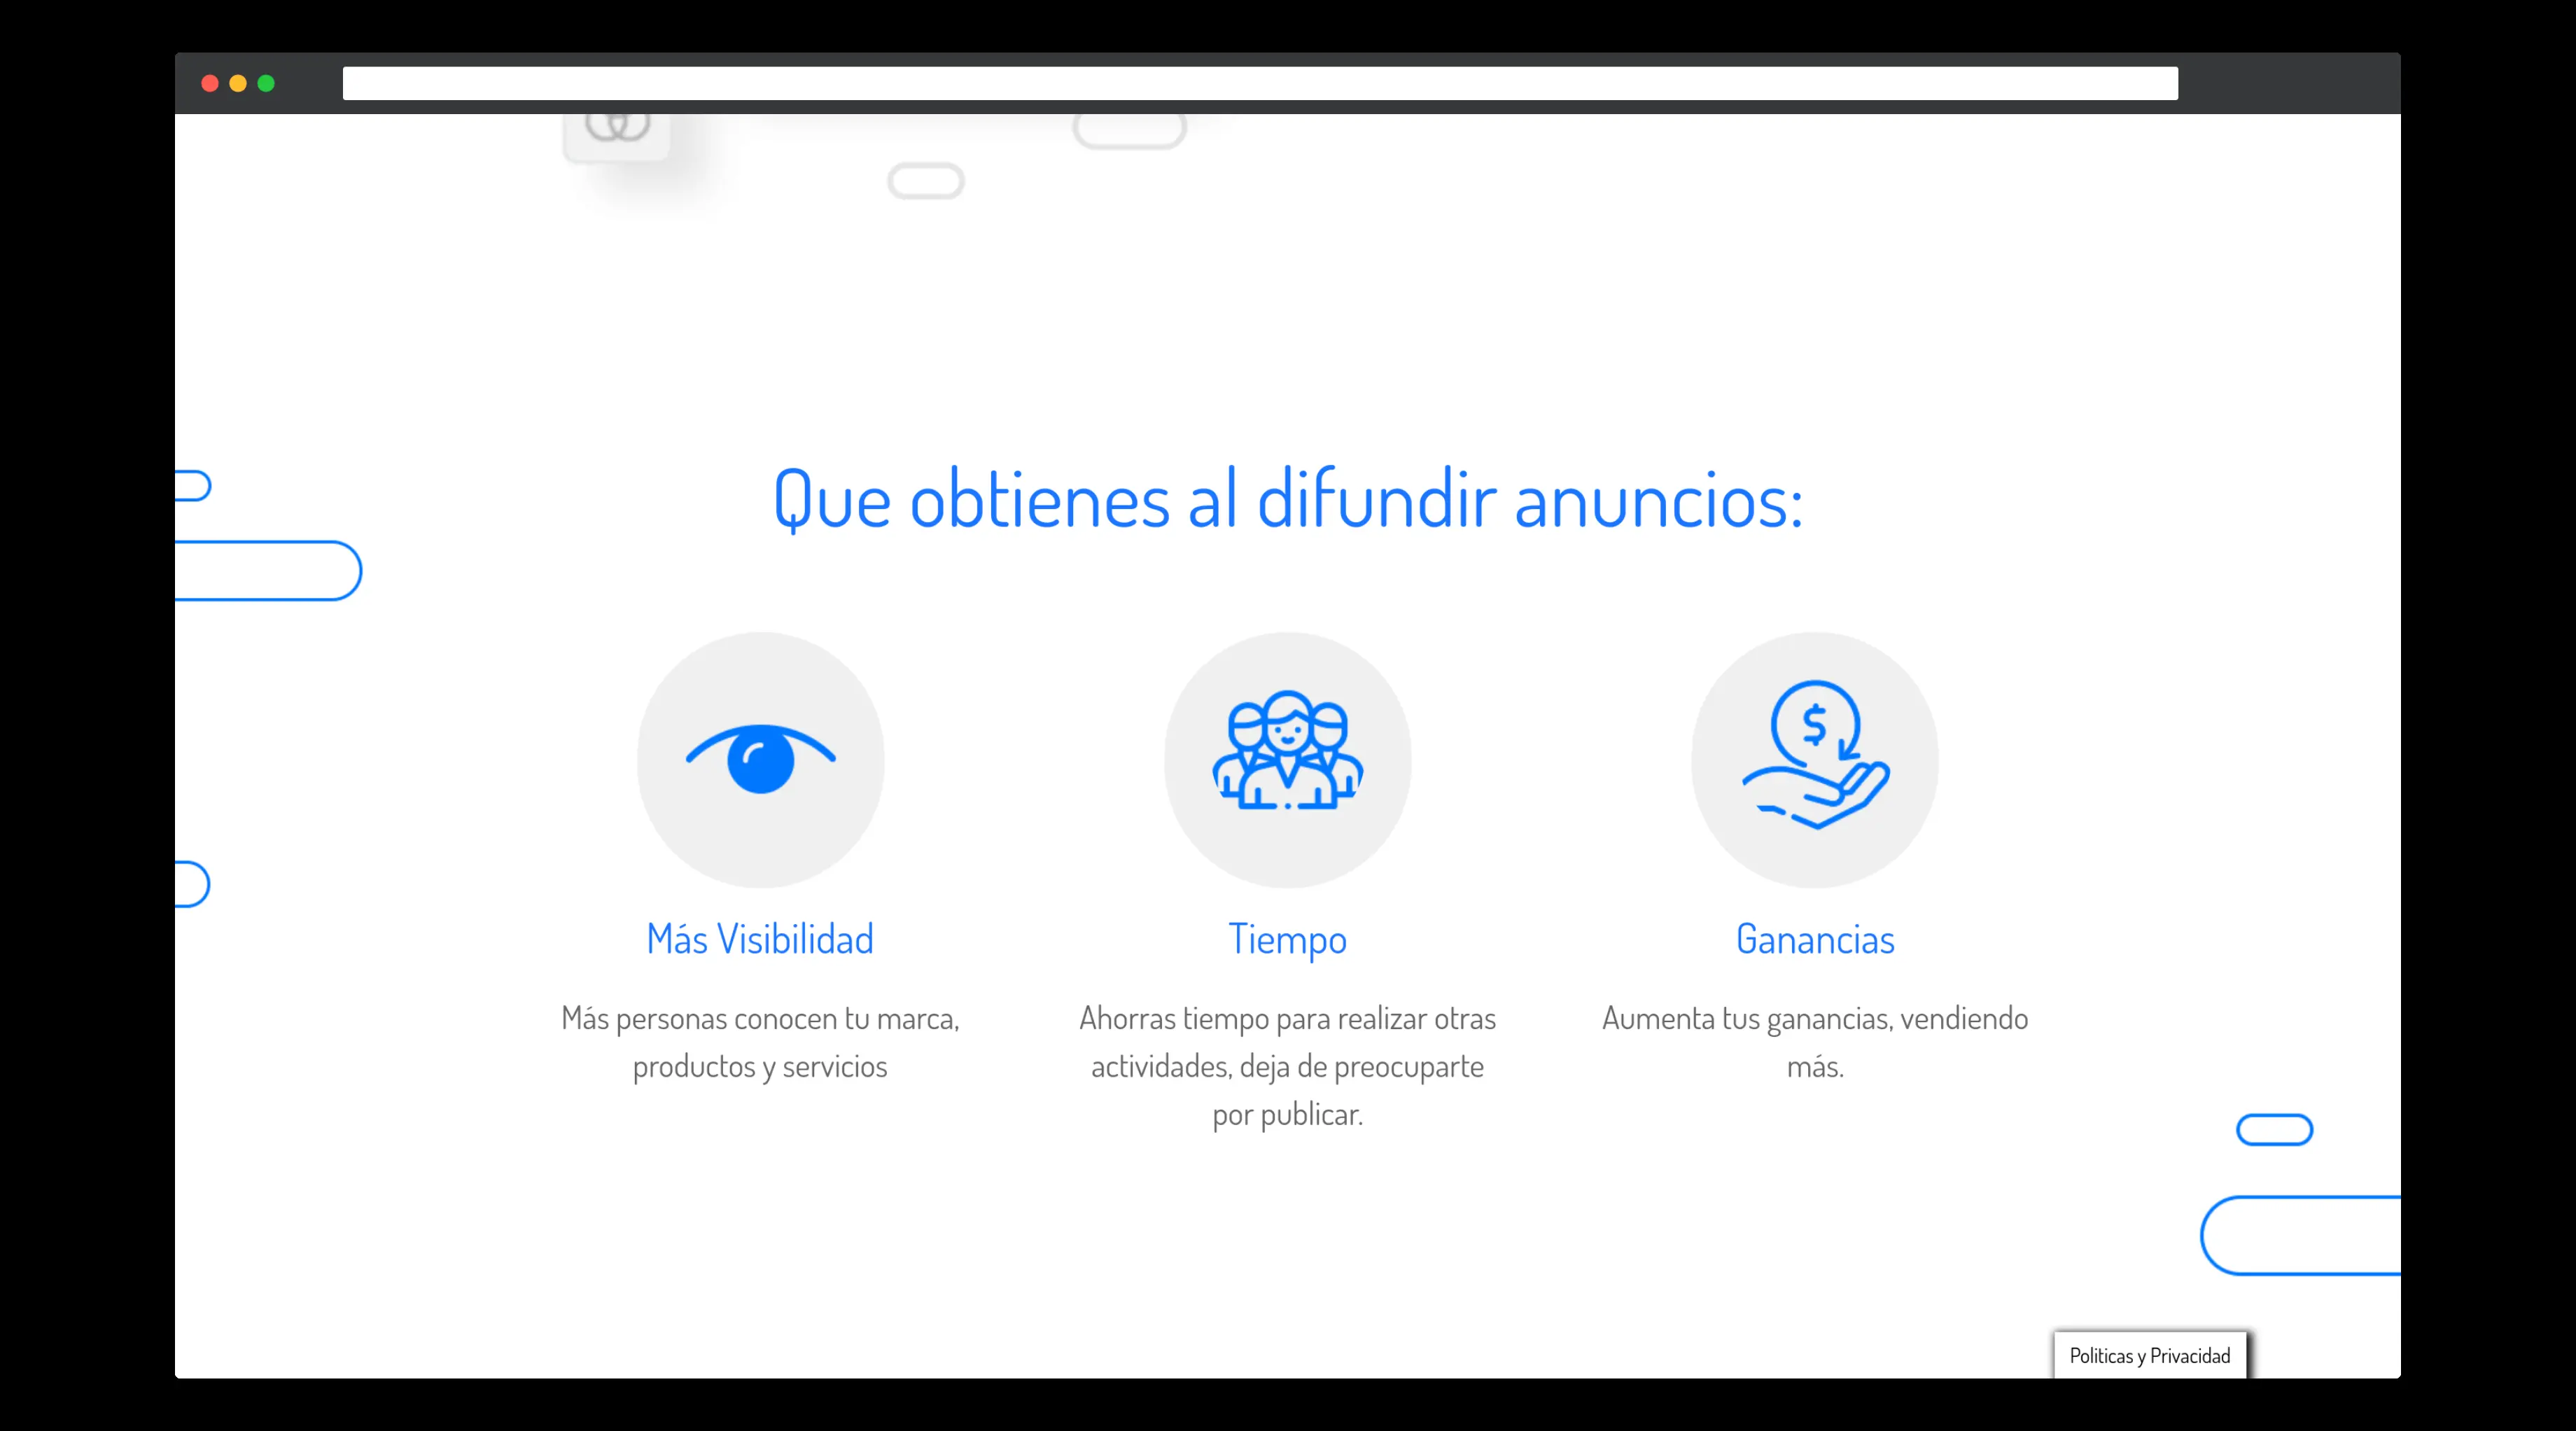 Que obtienes al difundir anuncios:
Más Visibilidad
Más personas conocen tu marca,
productos y servicios
Tiempo
Ahorras tiempo para realizar otras
actividades, deja de preocuparte
por publicar.
Ganancias
Aumenta tus ganancias, vendiendo
más.
Politicas y Privacidad